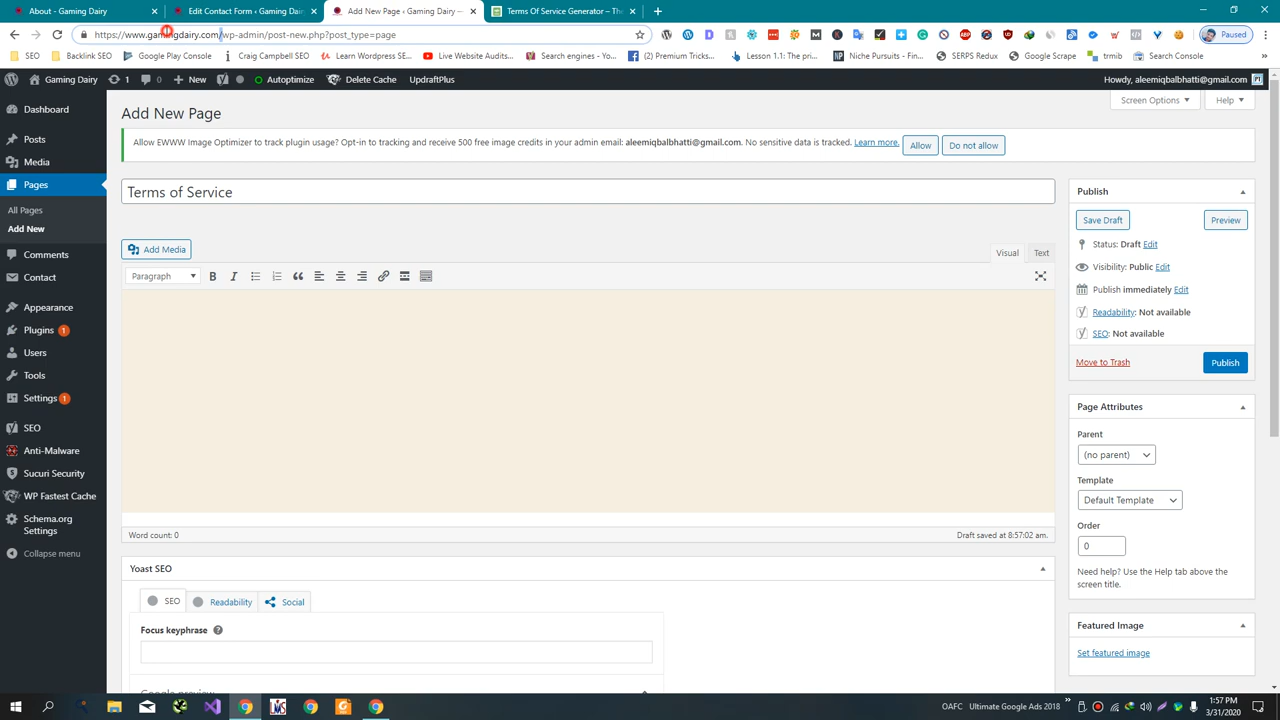 About ‹ Gaming Dairy — Wor
Edit Contact Form ‹ Gaming Dairy
Add New Page ‹ Gaming Dairy —
Terms Of Service Generator – The
https://www.gamingdairy.com/wp-admin/post-new.php?post_type=page
Paused
SEO
Backlink SEO
Google Play Console
Craig Campbell SEO
Learn Wordpress SE...
Live Website Audits...
Search engines - Yo...
(2) Premium Tricks...
Lesson 1.1: The pri...
Niche Pursuits - Fin...
SERPS Redux
Google Scrape
trmib
Search Console
Gaming Dairy
1
0
New
Autoptimize
Delete Cache
UpdraftPlus
Howdy, aleemiqbalbhatti@gmail.com
Dashboard
Posts
Media
Pages
All Pages
Add New
Comments
Contact
Appearance
Plugins 1
Users
Tools
Settings 1
SEO
Anti-Malware
Sucuri Security
WP Fastest Cache
Schema.org
Settings
Collapse menu
Screen Options
Help
Add New Page
Allow EWWW Image Optimizer to track plugin usage? Opt-in to tracking and receive 500 free image credits in your admin email: aleemiqbalbhatti@gmail.com. No sensitive data is tracked. Learn more. Allow Do not allow
Terms of Service
Add Media
Visual
Text
Paragraph
Word count: 0
Draft saved at 8:57:02 am.
Yoast SEO
SEO
Readability
Social
Focus keyphrase
Google preview
Publish
Save Draft
Preview
Status: Draft Edit
Visibility: Public Edit
Publish immediately Edit
Readability: Not available
SEO: Not available
Move to Trash
Publish
Page Attributes
Parent
(no parent)
Template
Default Template
Order
0
Need help? Use the Help tab above the
screen title.
Featured Image
Set featured image
OAFC
Ultimate Google Ads 2018
1:57 PM
3/31/2020